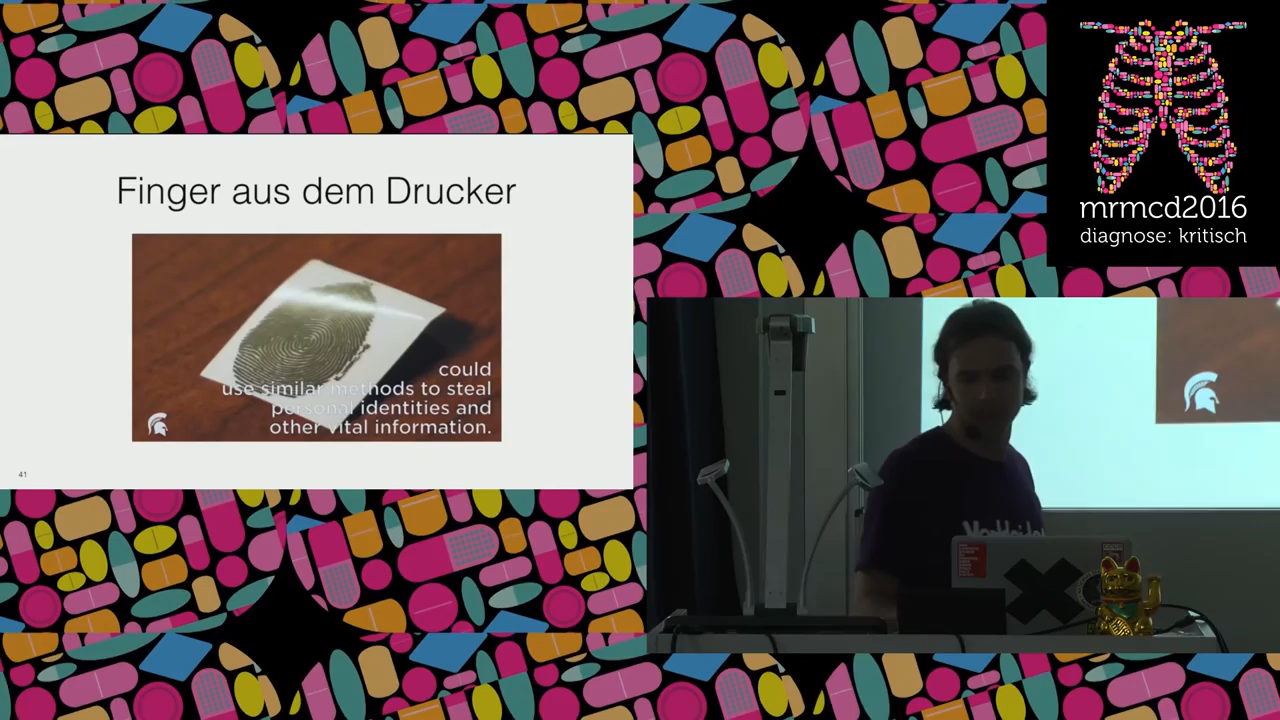 Finger aus dem Drucker
could
use similar methods to steal
personal identities and
other vital information.
41
mrmcd2016
diagnose: kritisch